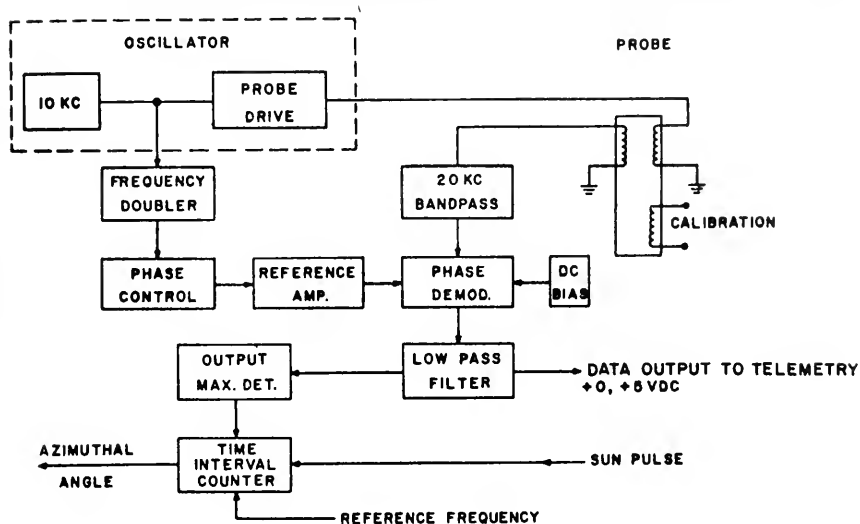 OSCILLATOR
PROBE
10 KC
PROBE
DRIVE
FREQUENCY
DOUBLER
20 KC
BANDPASS
CALIBRATION
PHASE
CONTROL
REFERENCE
AMP.
PHASE
DEMOD.
DC
BIAS
OUTPUT
MAX. DET.
LOW PASS
FILTER
DATA OUTPUT TO TELEMETRY
+0, +5 VDC
AZIMUTHAL
ANGLE
TIME
INTERVAL
COUNTER
SUN PULSE
REFERENCE FREQUENCY